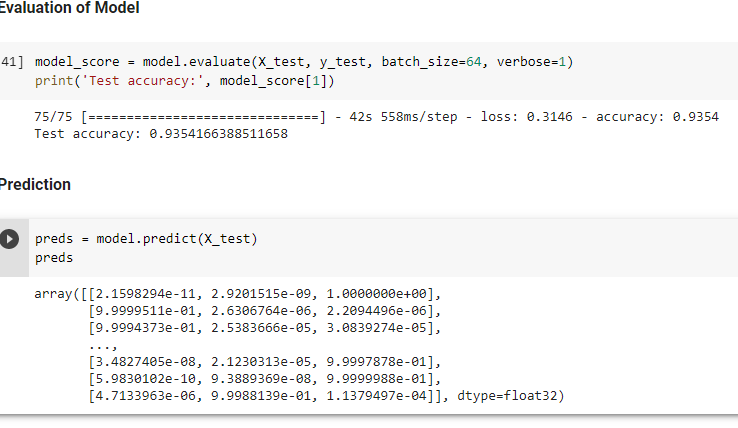 Evaluation of Model
41] model_score = model.evaluate(X_test, y_test, batch_size=64, verbose=1)
print('Test accuracy:', model_score[1])
75/75 [==============================] - 42s 558ms/step - loss: 0.3146 - accuracy: 0.9354
Test accuracy: 0.9354166388511658
Prediction
preds = model.predict(X_test)
preds
array([[2.1598294e-11, 2.9201515e-09, 1.0000000e+00],
[9.9999511e-01, 2.6306764e-06, 2.2094496e-06],
[9.9994373e-01, 2.5383666e-05, 3.0839274e-05],
...,
[3.4827405e-08, 2.1230313e-05, 9.9997878e-01],
[5.9830102e-10, 9.3889369e-08, 9.9999988e-01],
[4.7133963e-06, 9.9988139e-01, 1.1379497e-04]], dtype=float32)